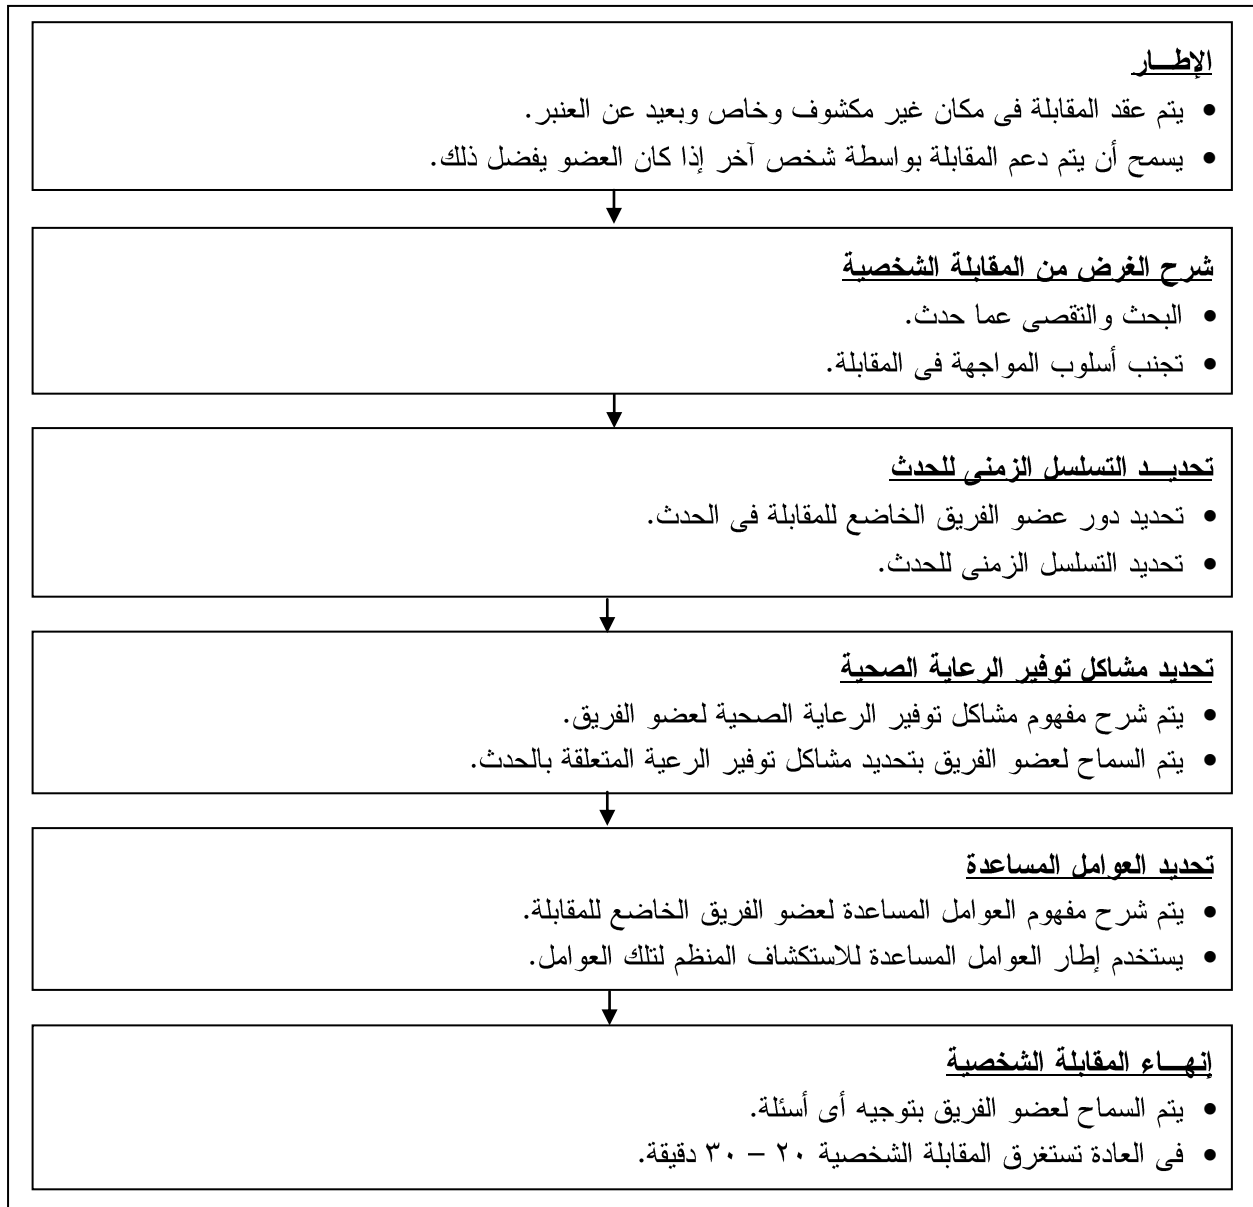 الإطــار
• يتم عقد المقابلة فى مكان غير مكشوف وخاص وبعيد عن العنبر.
• يسمح أن يتم دعم المقابلة بواسطة شخص آخر إذا كان العضو يفضل ذلك.
شرح الغرض من المقابلة الشخصية
• البحث والتقصى عما حدث.
• تجنب أسلوب المواجهة فى المقابلة.
تحديــد التسلسل الزمنى للحدث
• تحديد دور عضو الفريق الخاضع للمقابلة فى الحدث.
• تحديد التسلسل الزمنى للحدث.
تحديد مشاكل توفير الرعاية الصحية
• يتم شرح مفهوم مشاكل توفير الرعاية الصحية لعضو الفريق.
• يتم السماح لعضو الفريق بتحديد مشاكل توفير الرعية المتعلقة بالحدث.
تحديد العوامل المساعدة
• يتم شرح مفهوم العوامل المساعدة لعضو الفريق الخاضع للمقابلة.
• يستخدم إطار العوامل المساعدة للاستكشاف المنظم لتلك العوامل.
إنهــاء المقابلة الشخصية
• يتم السماح لعضو الفريق بتوجيه أى أسئلة.
• فى العادة تستغرق المقابلة الشخصية ٢٠ – ٣٠ دقيقة.